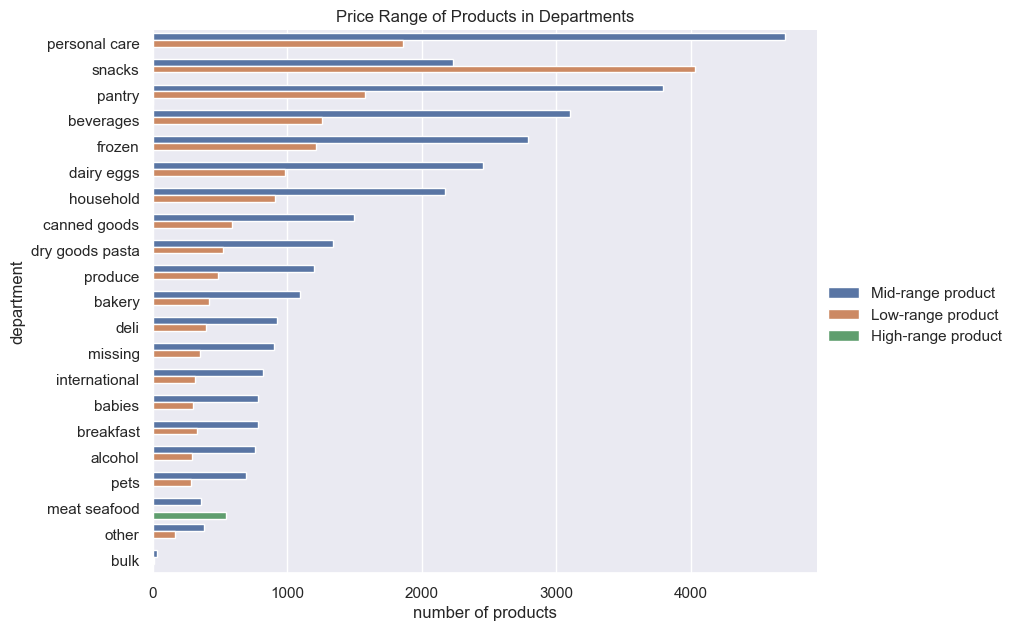 Price Range of Products in Departments
department
personal care
snacks
pantry
beverages
frozen
dairy eggs
household
canned goods
dry goods pasta
produce
bakery
deli
missing
international
babies
breakfast
alcohol
pets
meat seafood
other
bulk
0 1000 2000 3000 4000
number of products
Mid-range product
Low-range product
High-range product